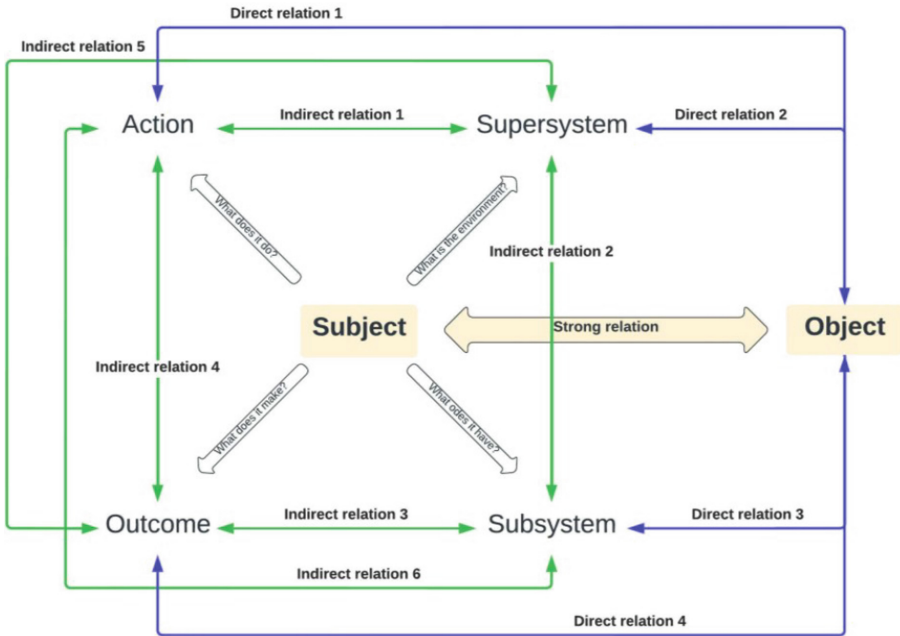 Direct relation 1
Indirect relation 5
Action
Indirect relation 1
Supersystem
Direct relation 2
What does it do?
What is the environment?
Indirect relation 2
Subject
Strong relation
Object
Indirect relation 4
What does it make?
What odes it have?
Outcome
Indirect relation 3
Subsystem
Direct relation 3
Indirect relation 6
Direct relation 4